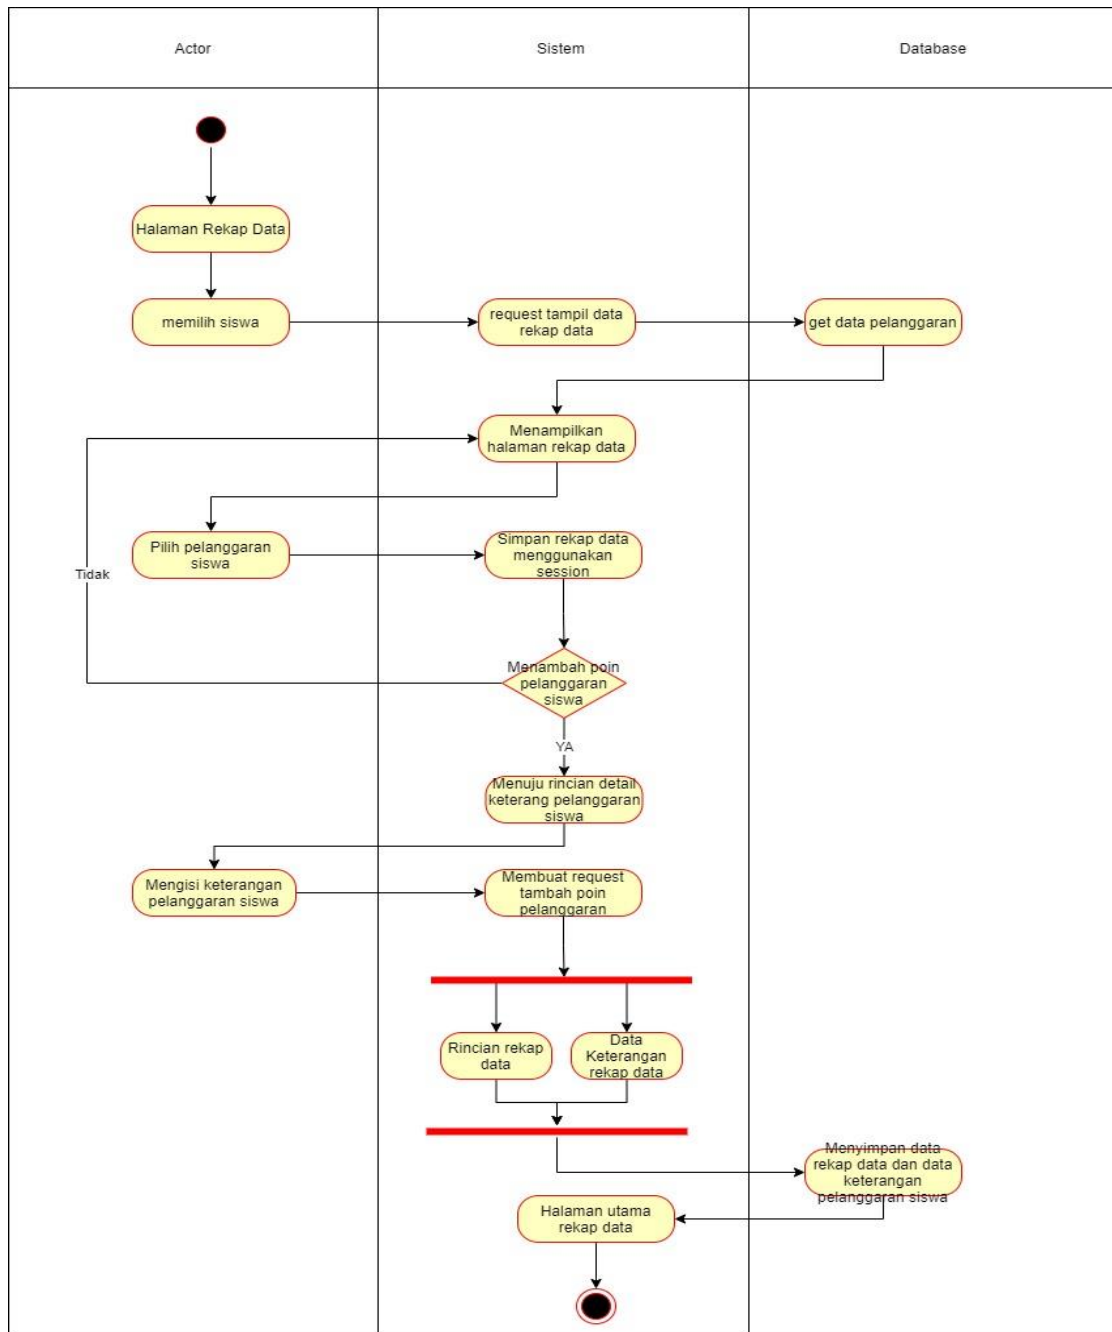 Actor
Sistem
Database
Halaman Rekap Data
memilih siswa
request tampil data
rekap data
get data pelanggaran
Menampilkan
halaman rekap data
Pilih pelanggaran
siswa
Simpan rekap data
menggunakan
session
Tidak
Menambah poin
pelanggaran
siswa
YA
Menuju rincian detail
keterang pelanggaran
siswa
Mengisi keterangan
pelanggaran siswa
Membuat request
tambah poin
pelanggaran
Rincian rekap
data
Data
Keterangan
rekap data
Menyimpan data
rekap data dan data
keterangan
pelanggaran siswa
Halaman utama
rekap data